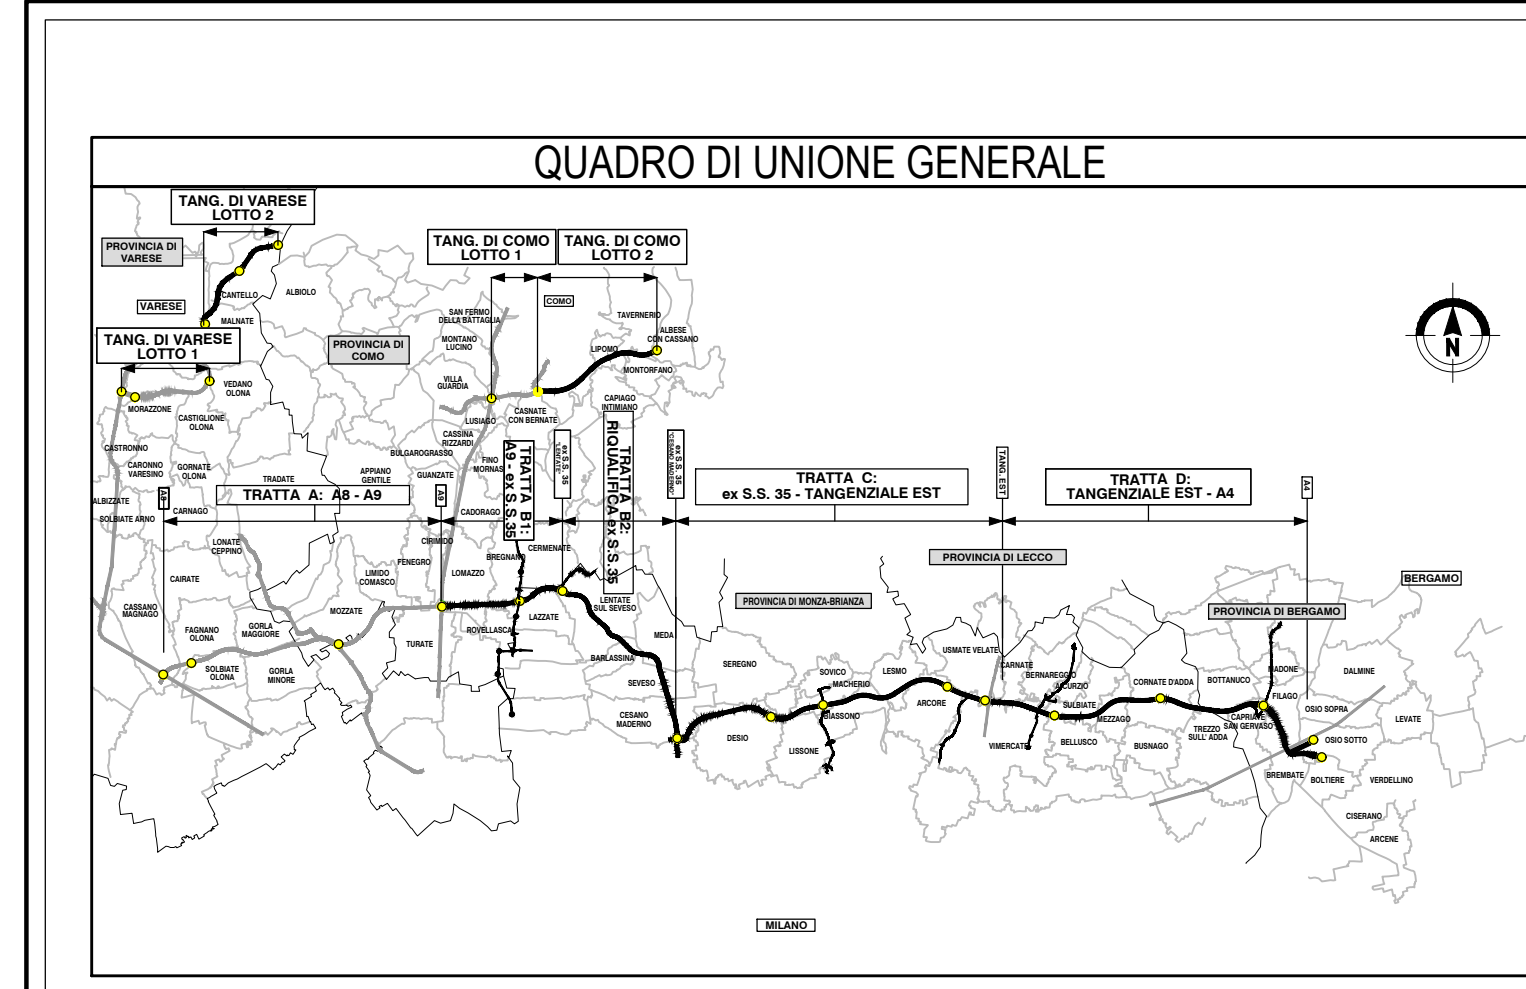 QUADRO DI UNIONE GENERALE
TANG. DI VARESE
LOTTO 2
PROVINCIA DI
VARESE
VARESE
CANTELLO
ALBIOLO
MALNATE
TANG. DI VARESE
LOTTO 1
VEDANO
OLONA
MORAZZONE
CASTIGLIONE
OLONA
PROVINCIA DI
COMO
TANG. DI COMO
LOTTO 1
TANG. DI COMO
LOTTO 2
COMO
SAN FERMO
DELLA BATTAGLIA
MONTANO
LUCINO
VILLA
GUARDIA
TAVERNERIO
ALBESE
CON CASSANO
LIPOMO
MONTORFANO
CAPIAGO
INTIMIANO
CASNATE
CON BERNATE
LUSIAGO
CASSINA
RIZZARDI
BULGAROGRASSO
FINO
MORNAS
GUANZATE
APPIANO
GENTILE
TRADATE
CASTRONNO
CARONNO
VARESINO
GORNATE
OLONA
ALBIZZATE
SOLBIATE ARNO
CARNAGO
A8
TRATTA A: A8 - A9
A9
CADORAGO
TRATTA B1:
A9 - ex S.S.35
ex S.S. 35
"LENTATE"
TRATTA B2:
RIQUALIFICA ex S.S.35
ex S.S. 35
"CESANO MADERNO"
TRATTA C:
ex S.S. 35 - TANGENZIALE EST
TANG. EST
TRATTA D:
TANGENZIALE EST - A4
A4
N
LONATE
CEPPINO
CIRIMIDO
FENEGRO
LIMIDO
COMASCO
LOMAZZO
BREGNANO
CERMENATE
CAIRATE
CASSANO
MAGNAGO
MOZZATE
FAGNANO
OLONA
GORLA
MAGGIORE
SOLBIATE
OLONA
GORLA
MINORE
TURATE
ROVELLASCA
LAZZATE
LENTATE
SUL SEVESO
MEDA
BARLASSINA
SEVESO
CESANO
MADERNO
PROVINCIA DI MONZA-BRIANZA
SEREGNO
DESIO
SOVICO
MACHERIO
BIASSONO
LISSONE
LESMO
ARCORE
PROVINCIA DI LECCO
USMATE VELATE
CARNATE
BERNAREGGIO
AICURZIO
SULBIATE
MEZZAGO
VIMERCATE
BELLUSCO
CORNATE D'ADDA
BUSNAGO
TREZZO
SULL' ADDA
BOTTANUCO
PROVINCIA DI BERGAMO
BERGAMO
MADONE
FILAGO
CAPRIATE
SAN GERVASO
DALMINE
OSIO SOPRA
OSIO SOTTO
LEVATE
BREMBATE
BOLTIERE
VERDELLINO
CISERANO
ARCENE
MILANO